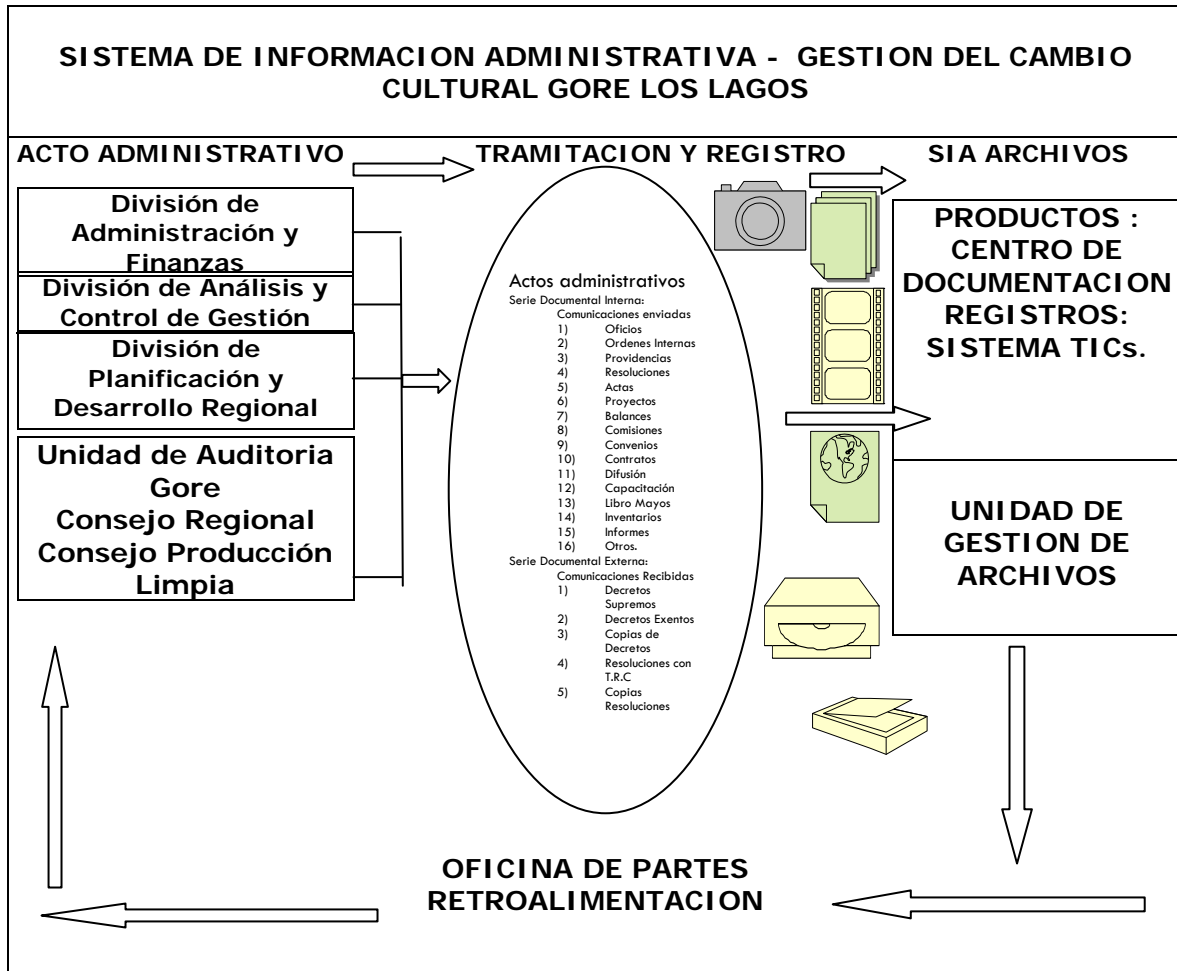 SISTEMA DE INFORMACION ADMINISTRATIVA - GESTION DEL CAMBIO
CULTURAL GORE LOS LAGOS
ACTO ADMINISTRATIVO
TRAMITACION Y REGISTRO
SIA ARCHIVOS
División de
Administración y
Finanzas
División de Análisis y
Control de Gestión
División de
Planificación y
Desarrollo Regional
Unidad de Auditoria
Gore
Consejo Regional
Consejo Producción
Limpia
Actos administrativos
Serie Documental Interna:
Comunicaciones enviadas
1) Oficios
2) Ordenes Internas
3) Providencias
4) Resoluciones
5) Actas
6) Proyectos
7) Balances
8) Comisiones
9) Convenios
10) Contratos
11) Difusión
12) Capacitación
13) Libro Mayos
14) Inventarios
15) Informes
16) Otros.
Serie Documental Externa:
Comunicaciones Recibidas
1) Decretos
Supremos
2) Decretos Exentos
3) Copias de
Decretos
4) Resoluciones con
T.R.C
5) Copias
Resoluciones
PRODUCTOS :
CENTRO DE
DOCUMENTACION
REGISTROS:
SISTEMA TICs.
UNIDAD DE
GESTION DE
ARCHIVOS
OFICINA DE PARTES
RETROALIMENTACION